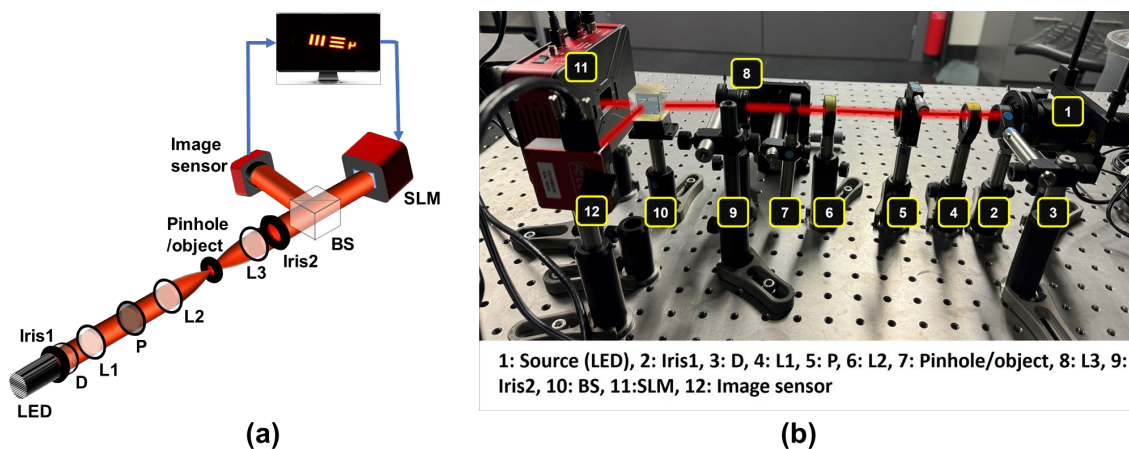 Image
sensor
SLM
Pinhole
/object
BS
Iris2
L3
L2
Iris1
P
L1
D
LED
(a)
11
8
1
12
10
9
7
6
5
4
2
3
1: Source (LED), 2: Iris1, 3: D, 4: L1, 5: P, 6: L2, 7: Pinhole/object, 8: L3, 9:
Iris2, 10: BS, 11:SLM, 12: Image sensor
(b)